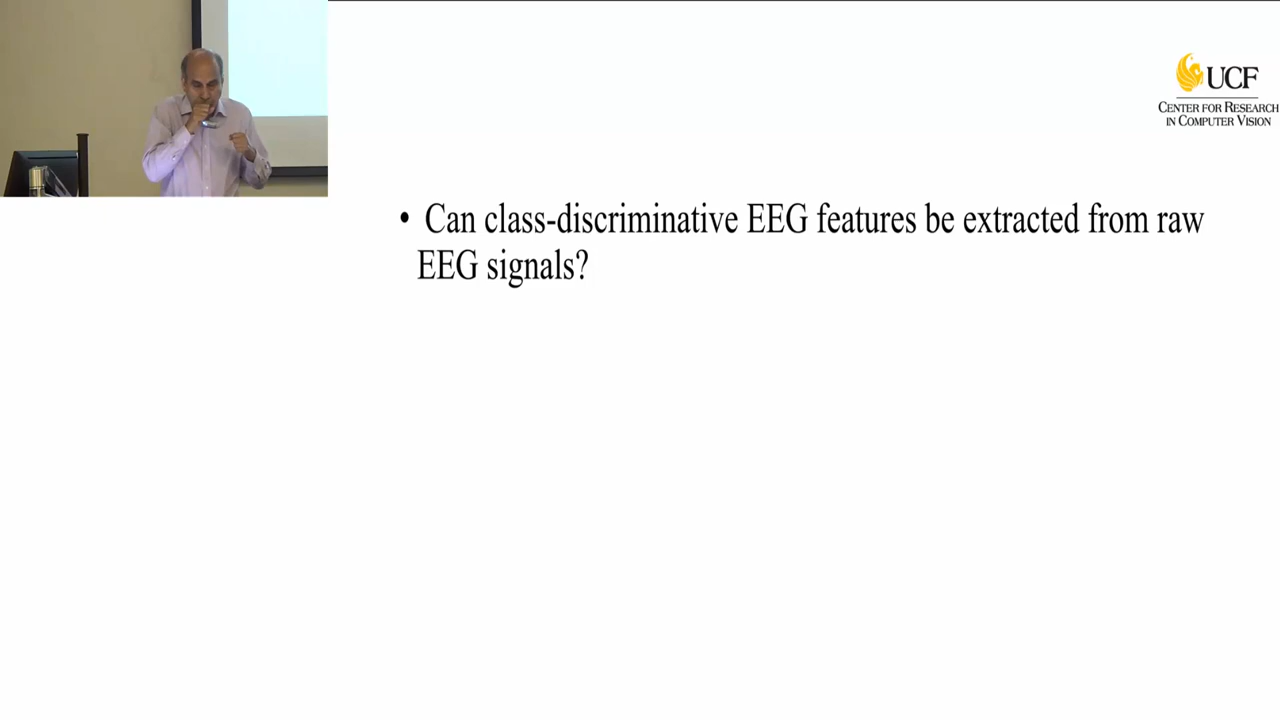 UCF
CENTER FOR RESEARCH
IN COMPUTER VISION
• Can class-discriminative EEG features be extracted from raw
EEG signals?